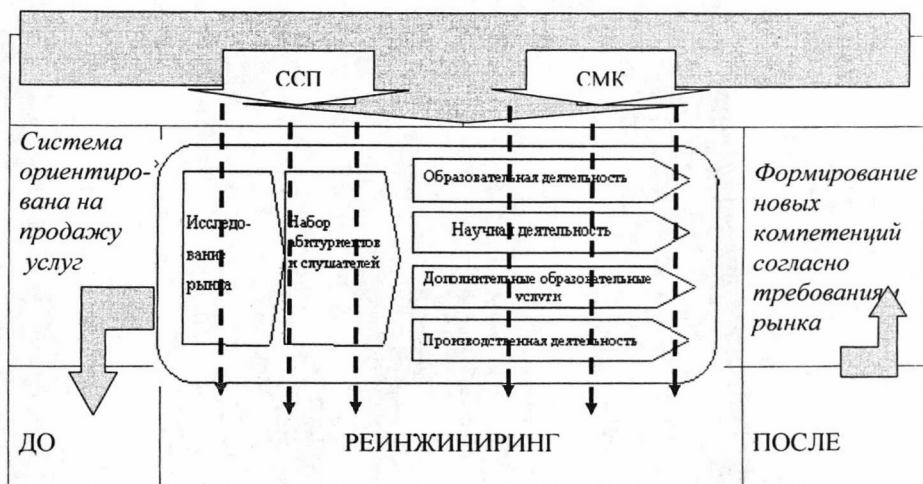 ССП
СМК
Система
ориентиро-
вана на
продажу
услуг
Исследо-
вание
рынка
Набор
абитуриентов
и слушателей
Образовательная деятельность
Научная деятельность
Дополнительные образовательные
услуги
Производственная деятельность
Формирование
новых
компетенций
согласно
требованиям
рынка
ДО
РЕИНЖИНИРИНГ
ПОСЛЕ